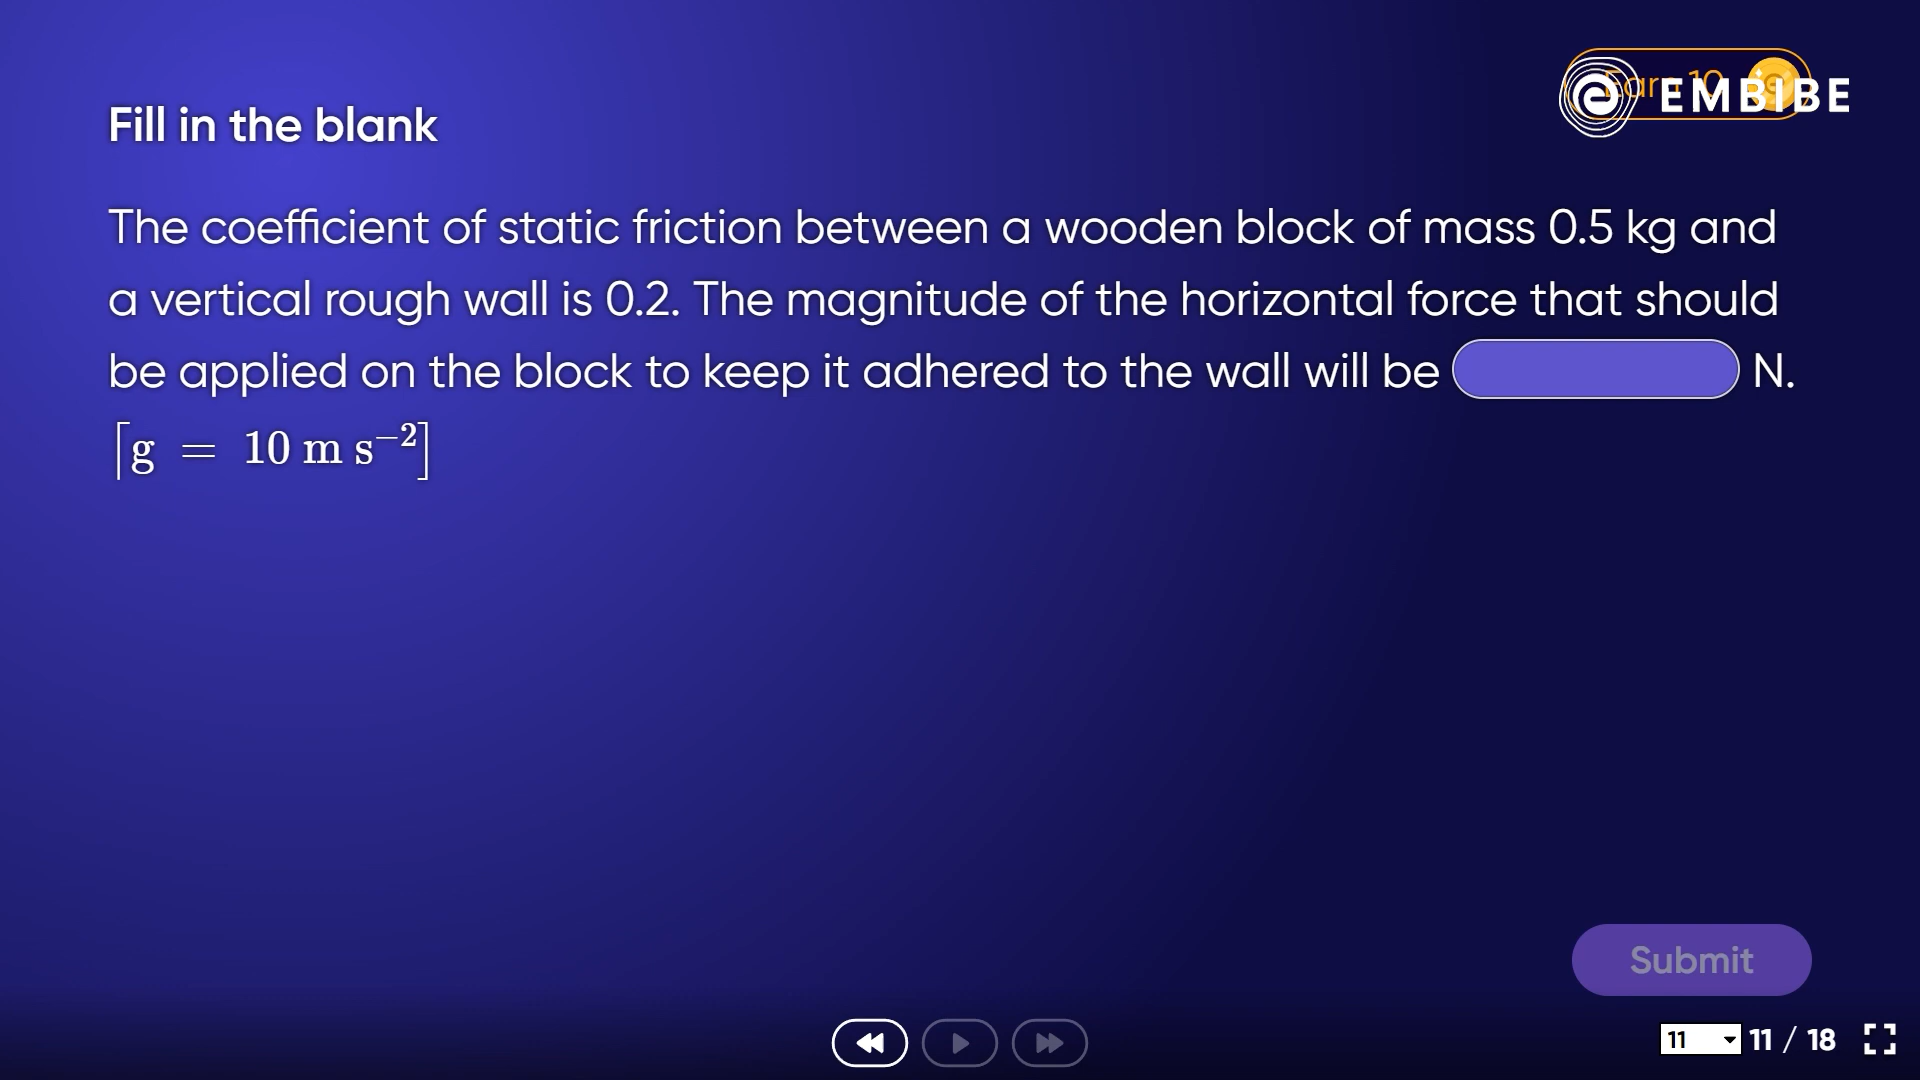 Earn 10
EMBIBE
Fill in the blank
The coefficient of static friction between a wooden block of mass 0.5 kg and
a vertical rough wall is 0.2. The magnitude of the horizontal force that should
be applied on the block to keep it adhered to the wall will be N.
⌈g = 10 m s⁻²]
Submit
11 11 / 18